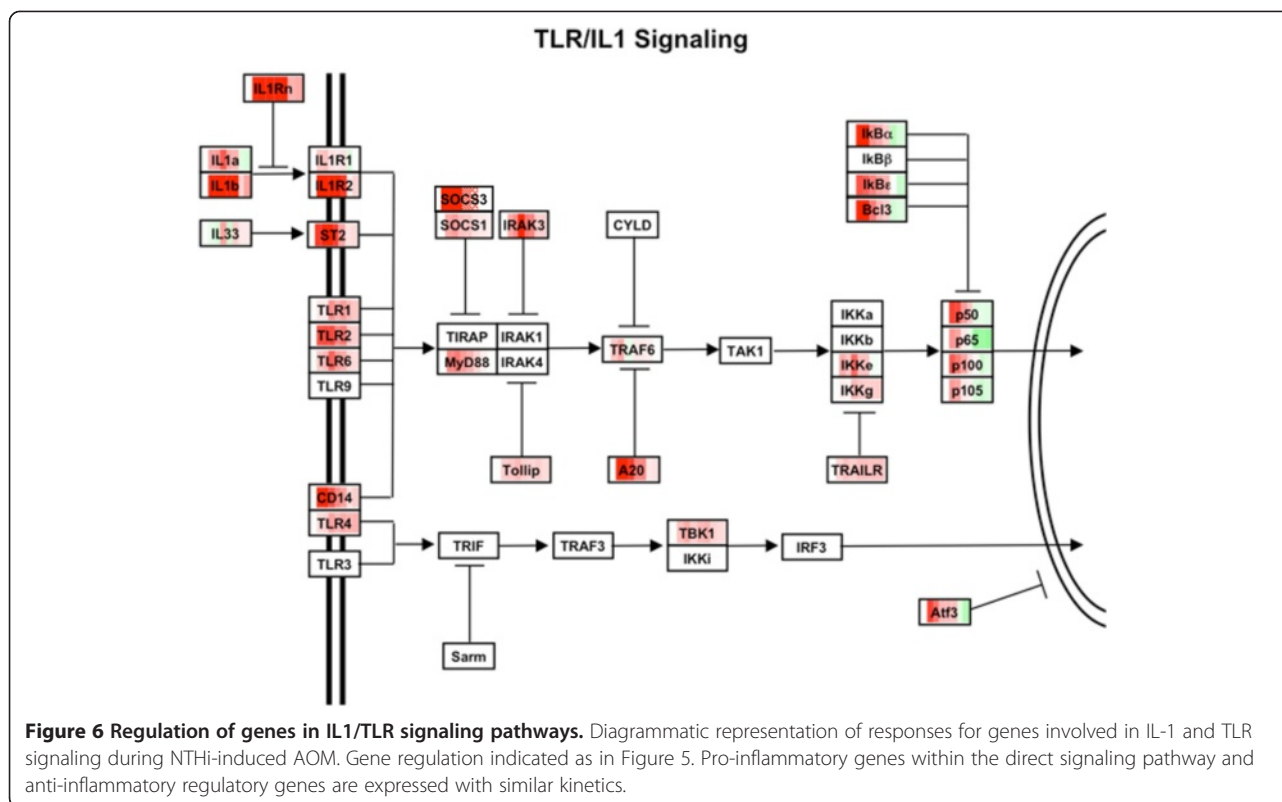 TLR/IL1 Signaling
IL1Rn
IL1a
IL1b
IL1R1
IL1R2
IL33
ST2
SOCS3
SOCS1
IRAK3
CYLD
IkBα
IkBβ
IkBε
Bcl3
TLR1
TLR2
TLR6
TLR9
TIRAP
IRAK1
MyD88
IRAK4
TRAF6
TAK1
IKKa
IKKb
IKKe
IKKg
p50
p65
p100
p105
Tollip
A20
TRAILR
CD14
TLR4
TLR3
TRIF
TRAF3
TBK1
IKKi
IRF3
Atf3
Sarm
Figure 6 Regulation of genes in IL1/TLR signaling pathways. Diagrammatic representation of responses for genes involved in IL-1 and TLR
signaling during NTHi-induced AOM. Gene regulation indicated as in Figure 5. Pro-inflammatory genes within the direct signaling pathway and
anti-inflammatory regulatory genes are expressed with similar kinetics.